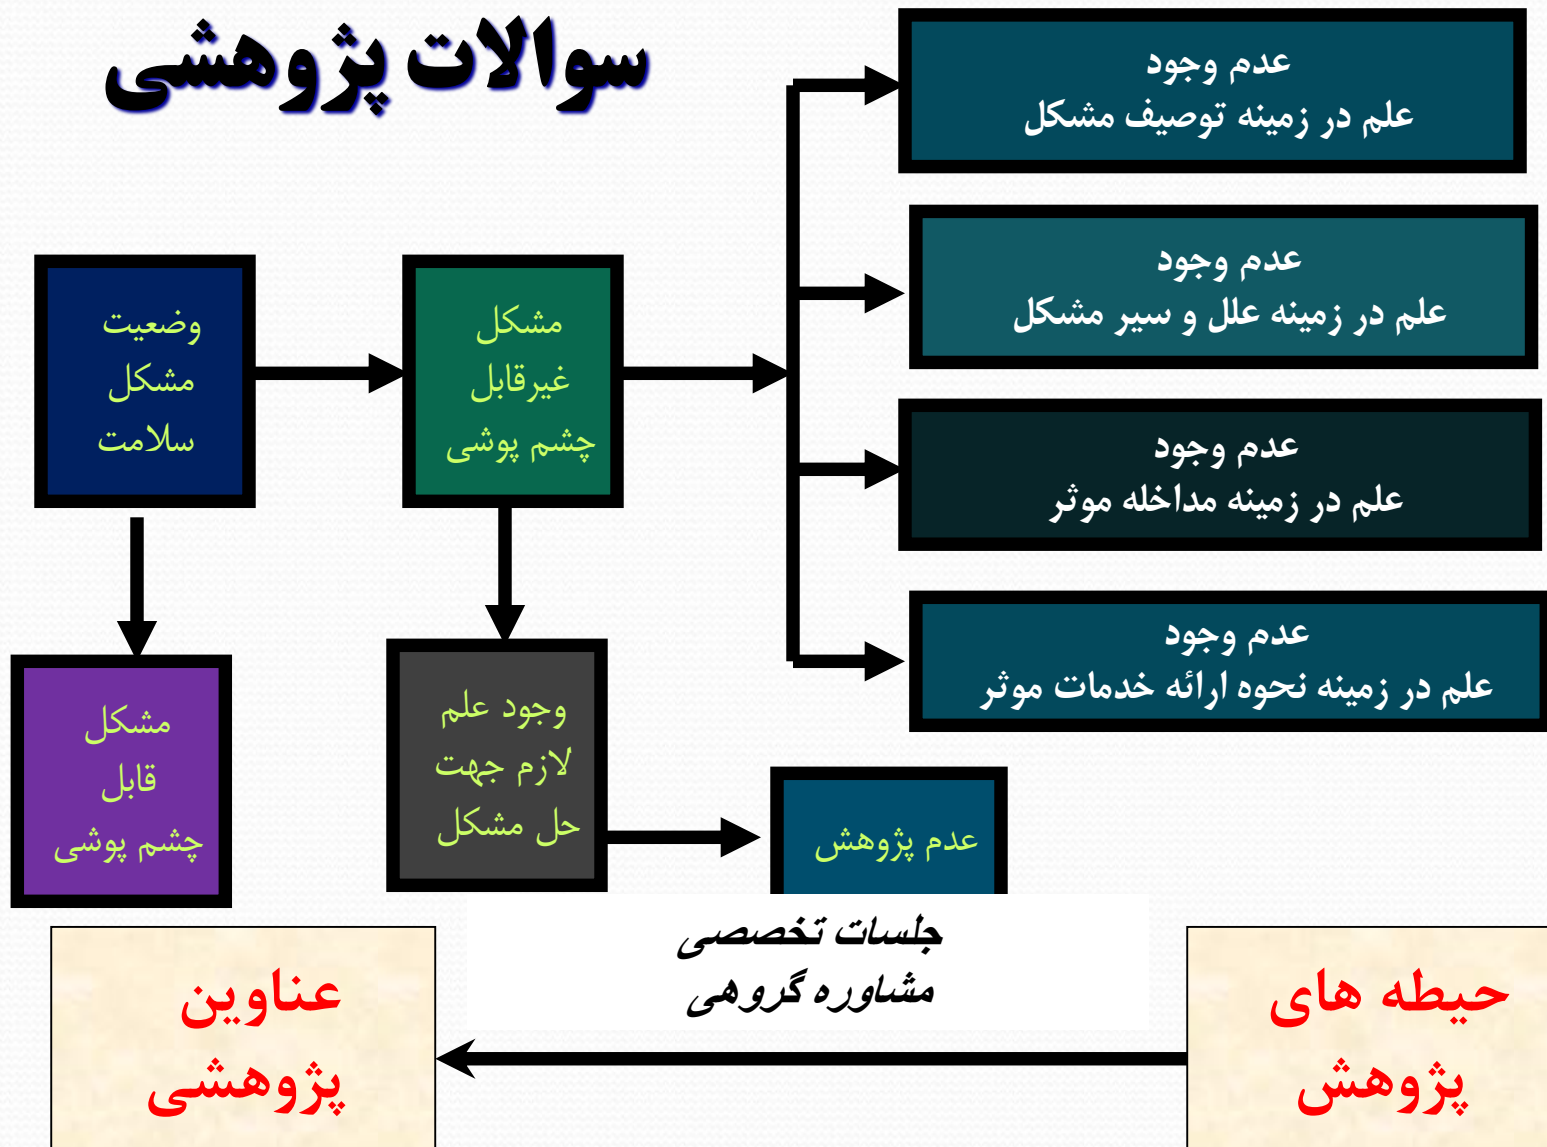 سوالات پژوهشی
عدم وجود
علم در زمینه توصیف مشکل
عدم وجود
علم در زمینه علل و سیر مشکل
عدم وجود
علم در زمینه مداخله موثر
عدم وجود
علم در زمینه نحوه ارائه خدمات موثر
وضعیت
مشکل
سلامت
مشکل
غیرقابل
چشم پوشی
مشکل
قابل
چشم پوشی
وجود علم
لازم جهت
حل مشکل
عدم پژوهش
جلسات تخصصی
مشاوره گروهی
حیطه های
پژوهش
عناوین
پژوهشی